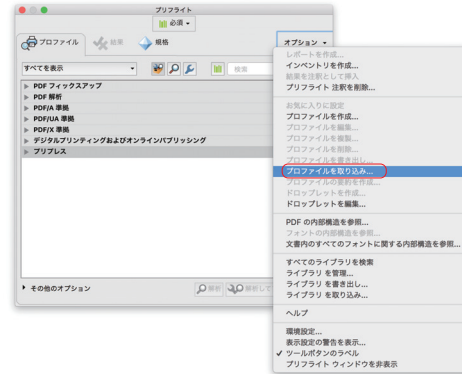 プリフライト
必須
プロファイル
結果
規格
オプション
すべてを表示
検索
PDF フィックスアップ
PDF 解析
PDF/A 準拠
PDF/UA 準拠
PDF/X 準拠
デジタルプリンティングおよびオンラインパブリッシング
プリプレス
その他のオプション
解析
解析して
レポートを作成...
インベントリを作成...
結果を注釈として挿入
プリフライト 注釈を削除...
お気に入りに設定
プロファイルを作成...
プロファイルを編集...
プロファイルを複製...
プロファイルを削除...
プロファイルを書き出し...
プロファイルを取り込み...
プロファイルの要約を作成...
ドロップレットを作成...
ドロップレットを編集...
PDF の内部構造を参照...
フォントの内部構造を参照...
文書内のすべてのフォントに関する内部構造を参照...
すべてのライブラリを検索
ライブラリ を管理...
ライブラリ を書き出し...
ライブラリ を取り込み...
ヘルプ
環境設定...
表示設定の警告を表示...
✓ ツールボタンのラベル
プリフライト ウィンドウを非表示